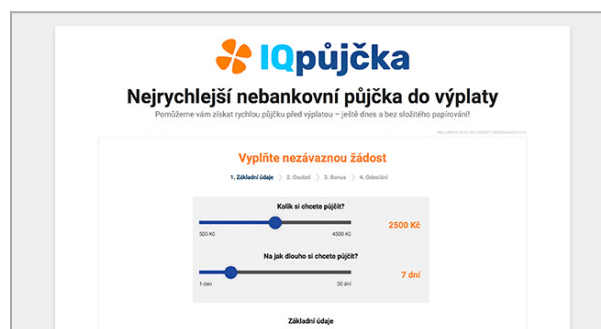 IQpůjčka
Nejrychlejší nebankovní půjčka do výplaty
Pomůžeme vám získat rychlou půjčku před výplatou – ještě dnes a bez složitého papírování!
Vyplňte nezávaznou žádost
1. Základní údaje 2. Osobní 3. Bonus 4. Odeslání
Kolik si chcete půjčit?
2500 Kč
500 Kč 4500 Kč
Na jak dlouho si chcete půjčit?
7 dní
1 den 30 dní
Základní údaje